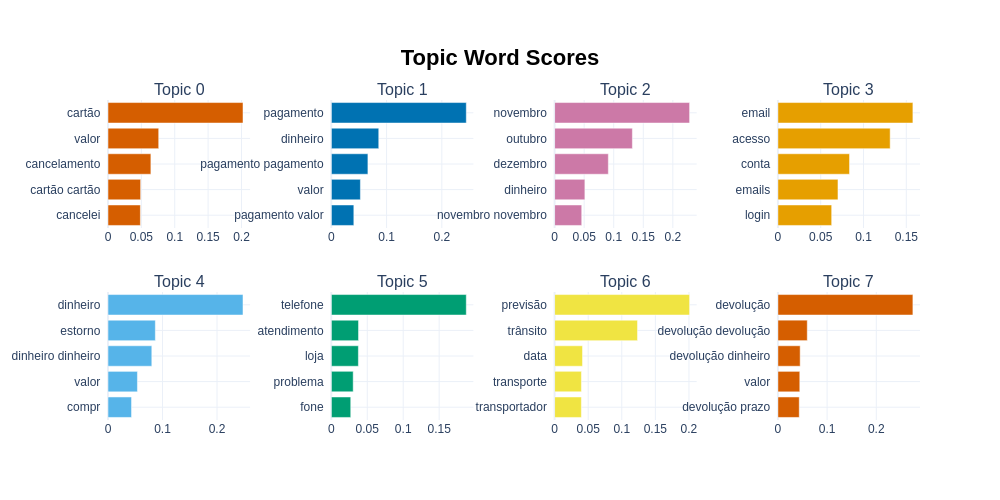 Topic Word Scores
Topic 0
cartão
valor
cancelamento
cartão cartão
cancelei
0 0.05 0.1 0.15 0.2
Topic 1
pagamento
dinheiro
pagamento pagamento
valor
pagamento valor
0 0.1 0.2
Topic 2
novembro
outubro
dezembro
dinheiro
novembro novembro
0 0.05 0.1 0.15 0.2
Topic 3
email
acesso
conta
emails
login
0 0.05 0.1 0.15
Topic 4
dinheiro
estorno
dinheiro dinheiro
valor
compr
0 0.1 0.2
Topic 5
telefone
atendimento
loja
problema
fone
0 0.05 0.1 0.15
Topic 6
previsão
trânsito
data
transporte
transportador
0 0.05 0.1 0.15 0.2
Topic 7
devolução
devolução devolução
devolução dinheiro
valor
devolução prazo
0 0.1 0.2